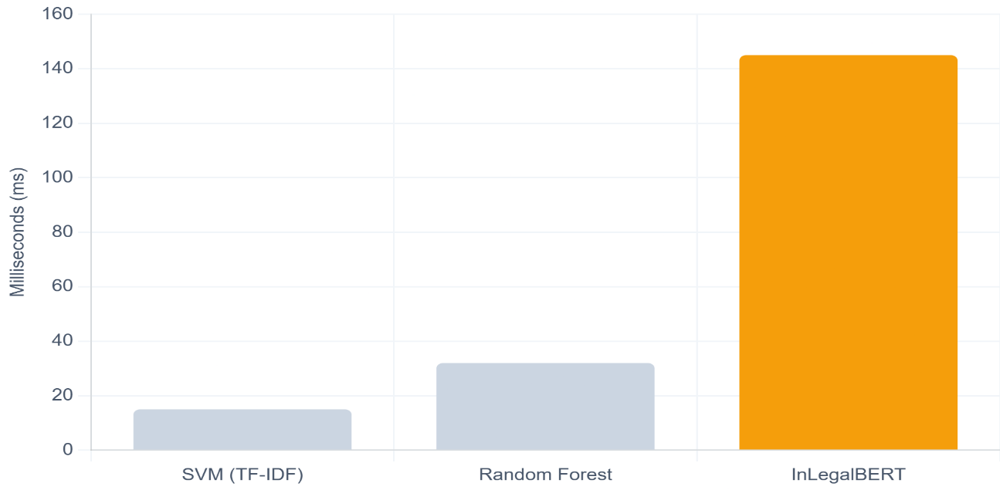 160
140
120
100
80
60
40
20
0
Milliseconds (ms)
SVM (TF-IDF)
Random Forest
InLegalBERT